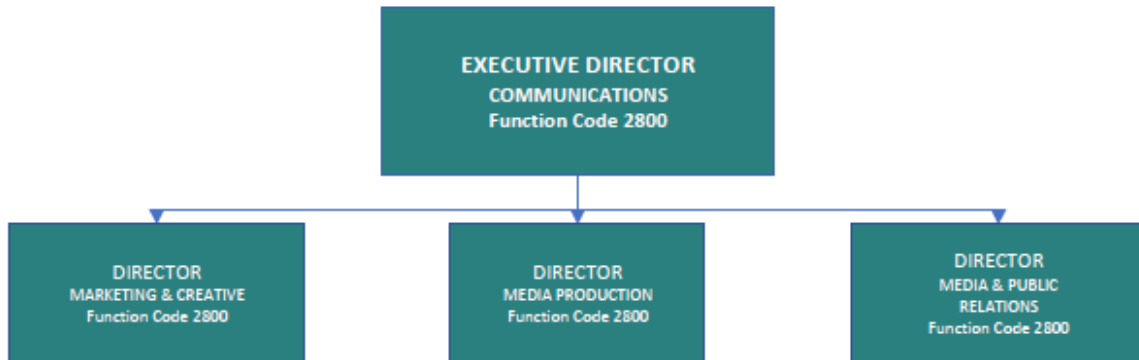 EXECUTIVE DIRECTOR
COMMUNICATIONS
Function Code 2800
DIRECTOR
MARKETING & CREATIVE
Function Code 2800
DIRECTOR
MEDIA PRODUCTION
Function Code 2800
DIRECTOR
MEDIA & PUBLIC
RELATIONS
Function Code 2800